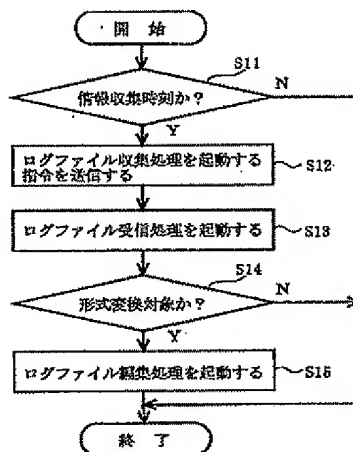 開 始
S11
情報収集時刻か？
N
Y
ログファイル収集処理を起動する
指令を送信する
S12
ログファイル受信処理を起動する
S13
S14
形式変換対象か？
N
Y
ログファイル編集処理を起動する
S15
終 了